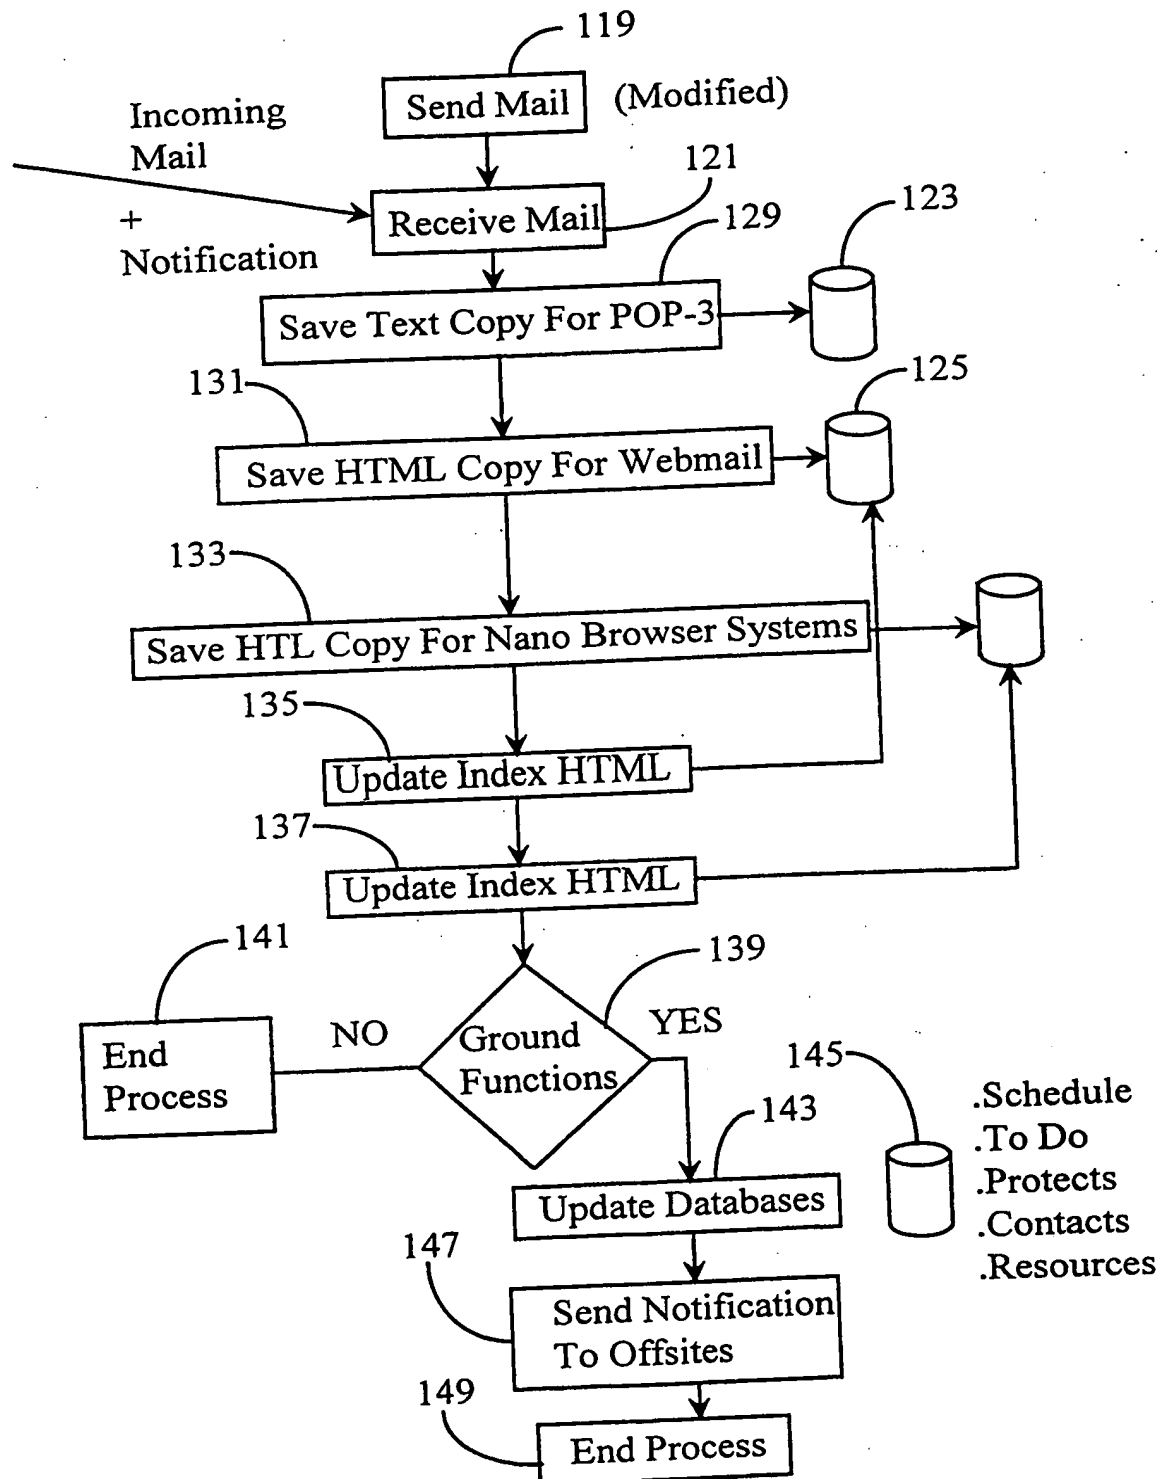 119
Send Mail
(Modified)
Incoming
Mail
+
Notification
121
Receive Mail
129
123
Save Text Copy For POP-3
131
125
Save HTML Copy For Webmail
133
Save HTL Copy For Nano Browser Systems
135
Update Index HTML
137
Update Index HTML
141
139
End
Process
NO
Ground
Functions
YES
145
143
.Schedule
.To Do
.Protects
.Contacts
.Resources
Update Databases
147
Send Notification
To Offsites
149
End Process